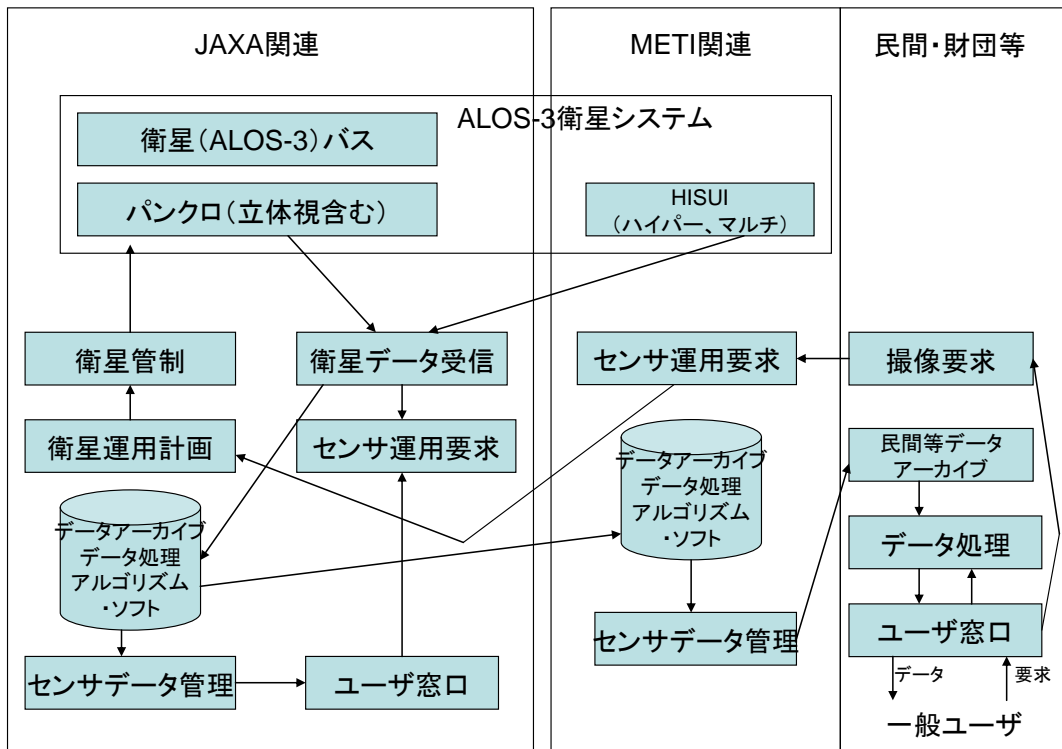 JAXA関連
METI関連
民間・財団等
ALOS-3衛星システム
衛星（ALOS-3）バス
パンクロ（立体視含む）
HISUI
（ハイパー、マルチ）
衛星管制
衛星データ受信
センサ運用要求
撮像要求
衛星運用計画
センサ運用要求
データアーカイブ
データ処理
アルゴリズム
・ソフト
民間等データ
アーカイブ
データアーカイブ
データ処理
アルゴリズム
・ソフト
データ処理
センサデータ管理
ユーザ窓口
センサデータ管理
ユーザ窓口
データ
要求
一般ユーザ